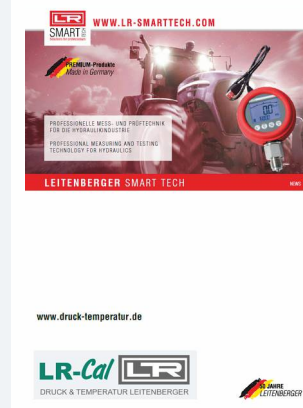 LR
SMART
WWW.LR-SMARTTECH.COM
PREMIUM-Produkte
Made in Germany
PROFESSIONELLE MESS- UND PRÜFTECHNIK
FÜR DIE HYDRAULIKINDUSTRIE
PROFESSIONAL MEASURING AND TESTING
TECHNOLOGY FOR HYDRAULICS
LEITENBERGER SMART TECH
NEWS
www.druck-temperatur.de
LR-Cal LR
DRUCK & TEMPERATUR LEITENBERGER
50 JAHRE
LEITENBERGER